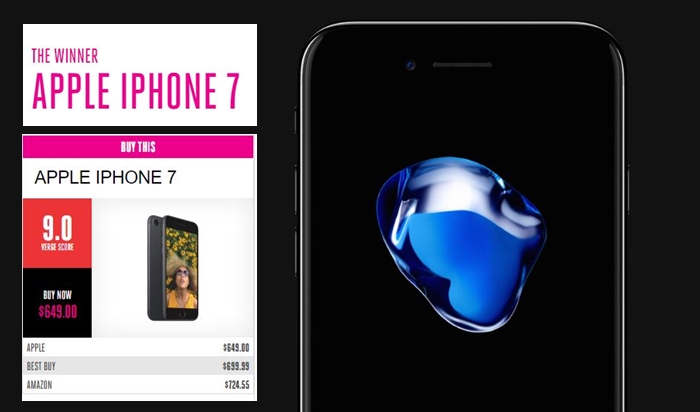 THE WINNER
APPLE IPHONE 7
BUY THIS
APPLE IPHONE 7
9.0
VERGE SCORE
BUY NOW
$649.00
APPLE $649.00
BEST BUY $699.99
AMAZON $724.55